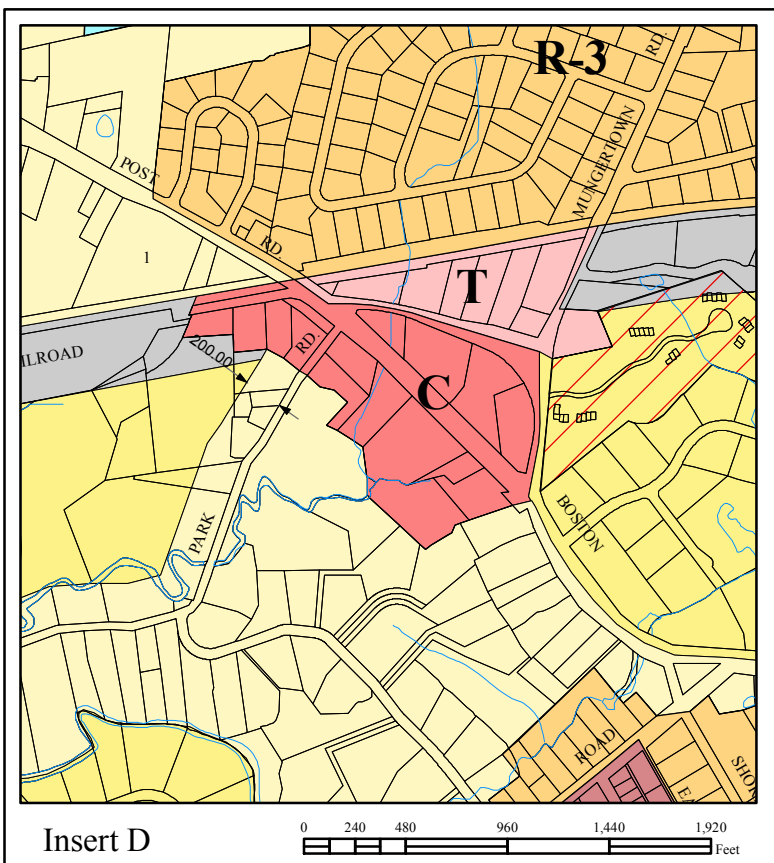 R-3
MUNGERTOWN RD.
POST RD.
1
T
ILROAD
200.00
RD.
C
PARK
BOSTON
ROAD
SHO
EA
Insert D
0 240 480 960 1,440 1,920
Feet